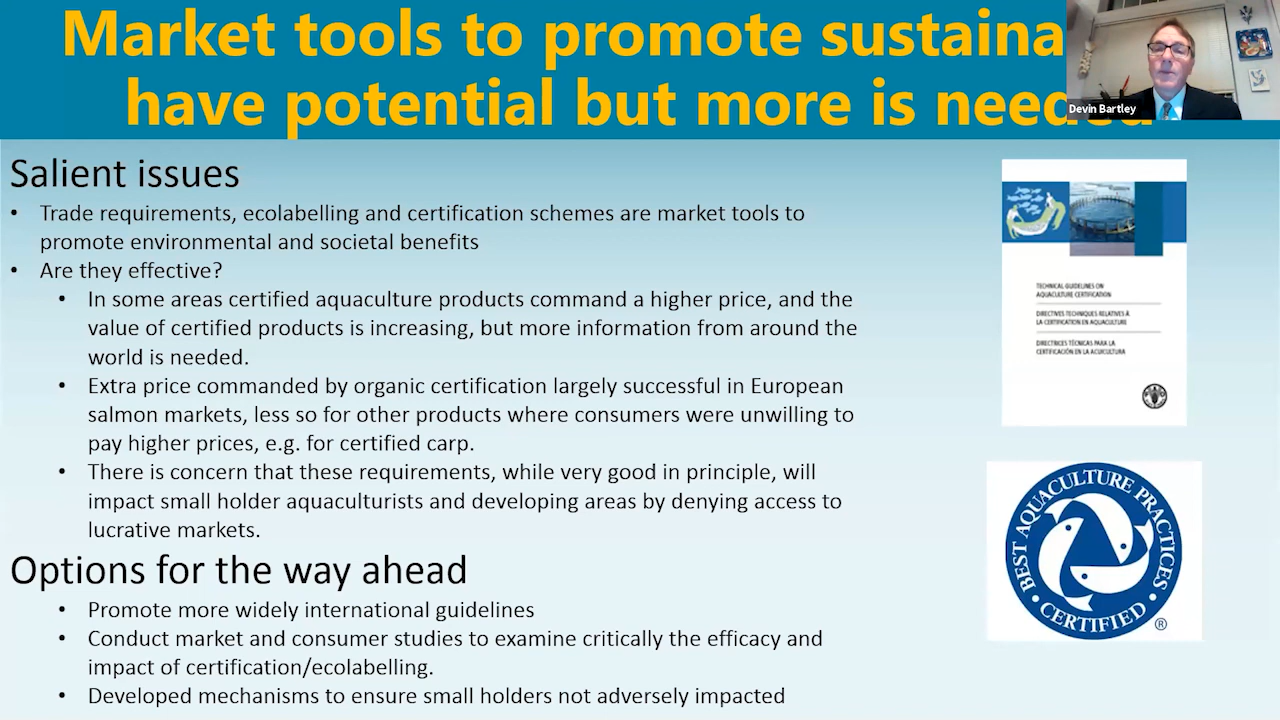 Market tools to promote sustaina
have potential but more is needed
Devin Bartley
Salient issues
• Trade requirements, ecolabelling and certification schemes are market tools to
promote environmental and societal benefits
• Are they effective?
• In some areas certified aquaculture products command a higher price, and the
value of certified products is increasing, but more information from around the
world is needed.
• Extra price commanded by organic certification largely successful in European
salmon markets, less so for other products where consumers were unwilling to
pay higher prices, e.g. for certified carp.
• There is concern that these requirements, while very good in principle, will
impact small holder aquaculturists and developing areas by denying access to
lucrative markets.
Options for the way ahead
• Promote more widely international guidelines
• Conduct market and consumer studies to examine critically the efficacy and
impact of certification/ecolabelling.
• Developed mechanisms to ensure small holders not adversely impacted
TECHNICAL GUIDELINES ON
AQUACULTURE CERTIFICATION
DIRECTIVES TECHNIQUES RELATIVES À
LA CERTIFICATION EN AQUACULTURE
DIRECTRICES TÉCNICAS PARA LA
CERTIFICACIÓN EN LA ACUICULTURA
BEST AQUACULTURE PRACTICES
• CERTIFIED •
®